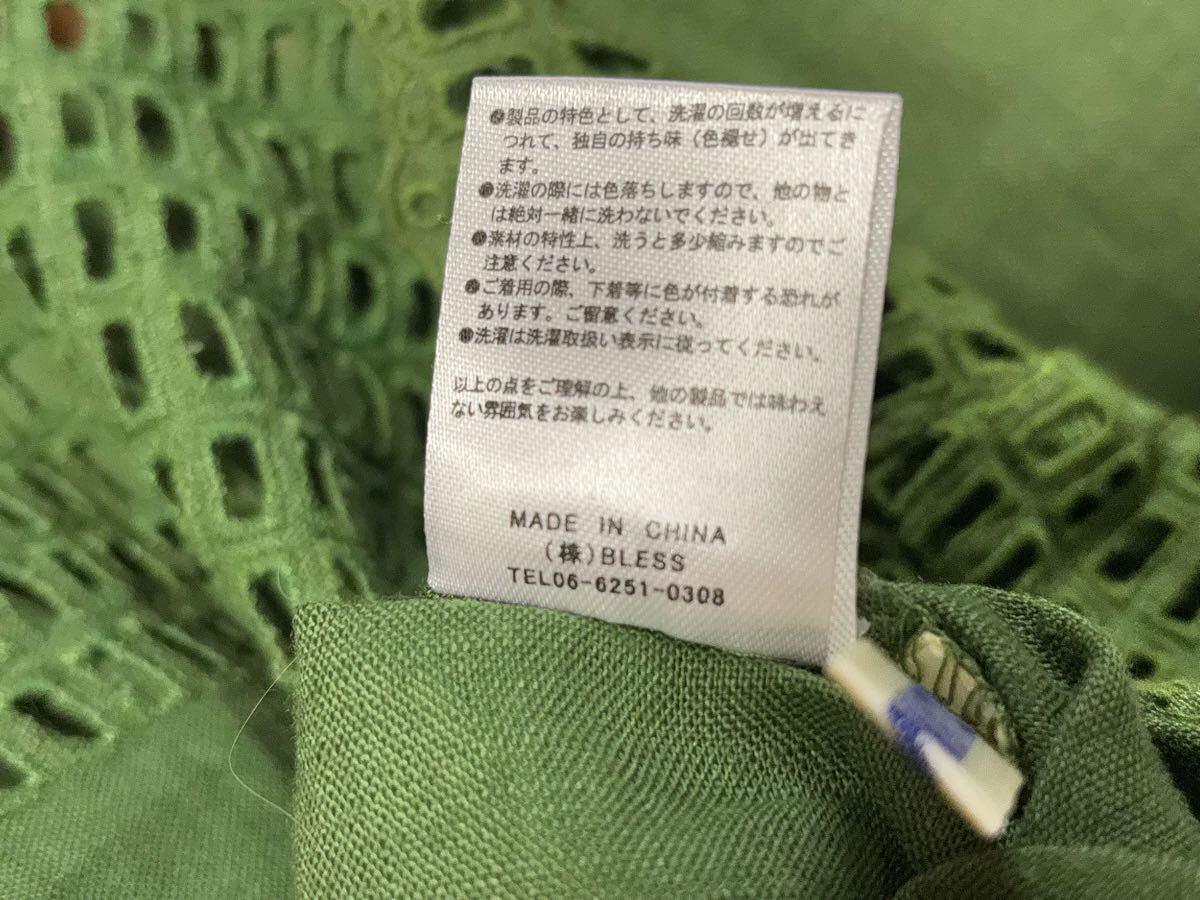 ●製品の特色として、洗濯の回数が増えるに
つれて、独自の持ち味（色褪せ）が出てき
ます。
●洗濯の際には色落ちしますので、他の物と
は絶対一緒に洗わないでください。
●素材の特性上、洗うと多少縮みますのでご
注意ください。
●ご着用の際、下着等に色が付着する恐れが
あります。ご留意ください。
●洗濯は洗濯取扱い表示に従ってください。
以上の点をご理解の上、他の製品では味わえ
ない雰囲気をお楽しみください。
MADE IN CHINA
(株)BLESS
TEL06-6251-0308